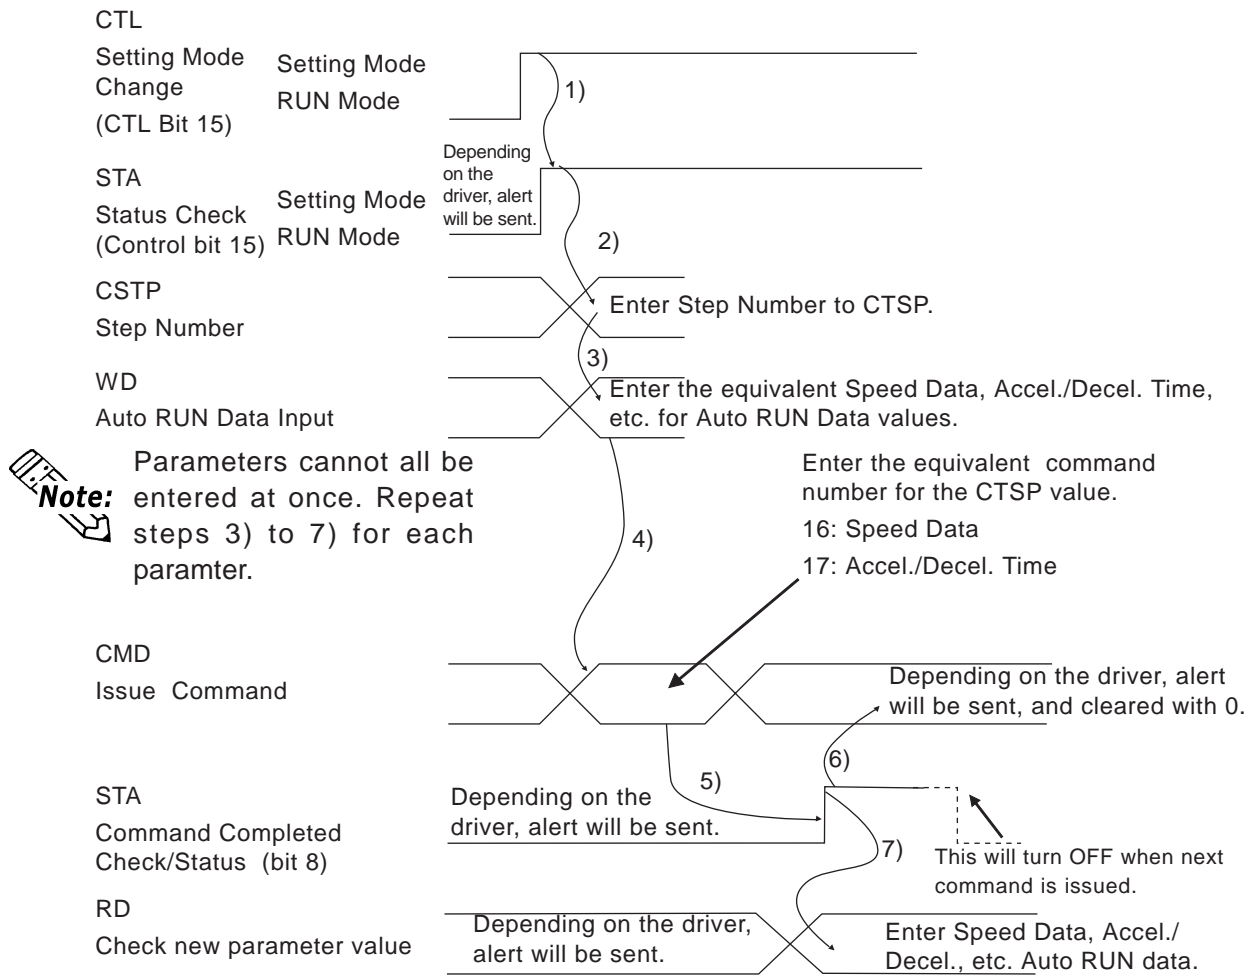 CTL
Setting Mode
Change
(CTL Bit 15)
Setting Mode
RUN Mode
1)
Depending
on the
driver, alert
will be sent.
STA
Status Check
(Control bit 15)
Setting Mode
RUN Mode
2)
CSTP
Step Number
Enter Step Number to CTSP.
3)
WD
Auto RUN Data Input
Enter the equivalent Speed Data, Accel./Decel. Time,
etc. for Auto RUN Data values.
Note:
Parameters cannot all be
entered at once. Repeat
steps 3) to 7) for each
paramter.
4)
Enter the equivalent command
number for the CTSP value.
16: Speed Data
17: Accel./Decel. Time
CMD
Issue Command
Depending on the driver, alert
will be sent, and cleared with 0.
5)
6)
STA
Command Completed
Check/Status (bit 8)
Depending on the
driver, alert will be sent.
7)
This will turn OFF when next
command is issued.
RD
Check new parameter value
Depending on the driver,
alert will be sent.
Enter Speed Data, Accel./
Decel., etc. Auto RUN data.